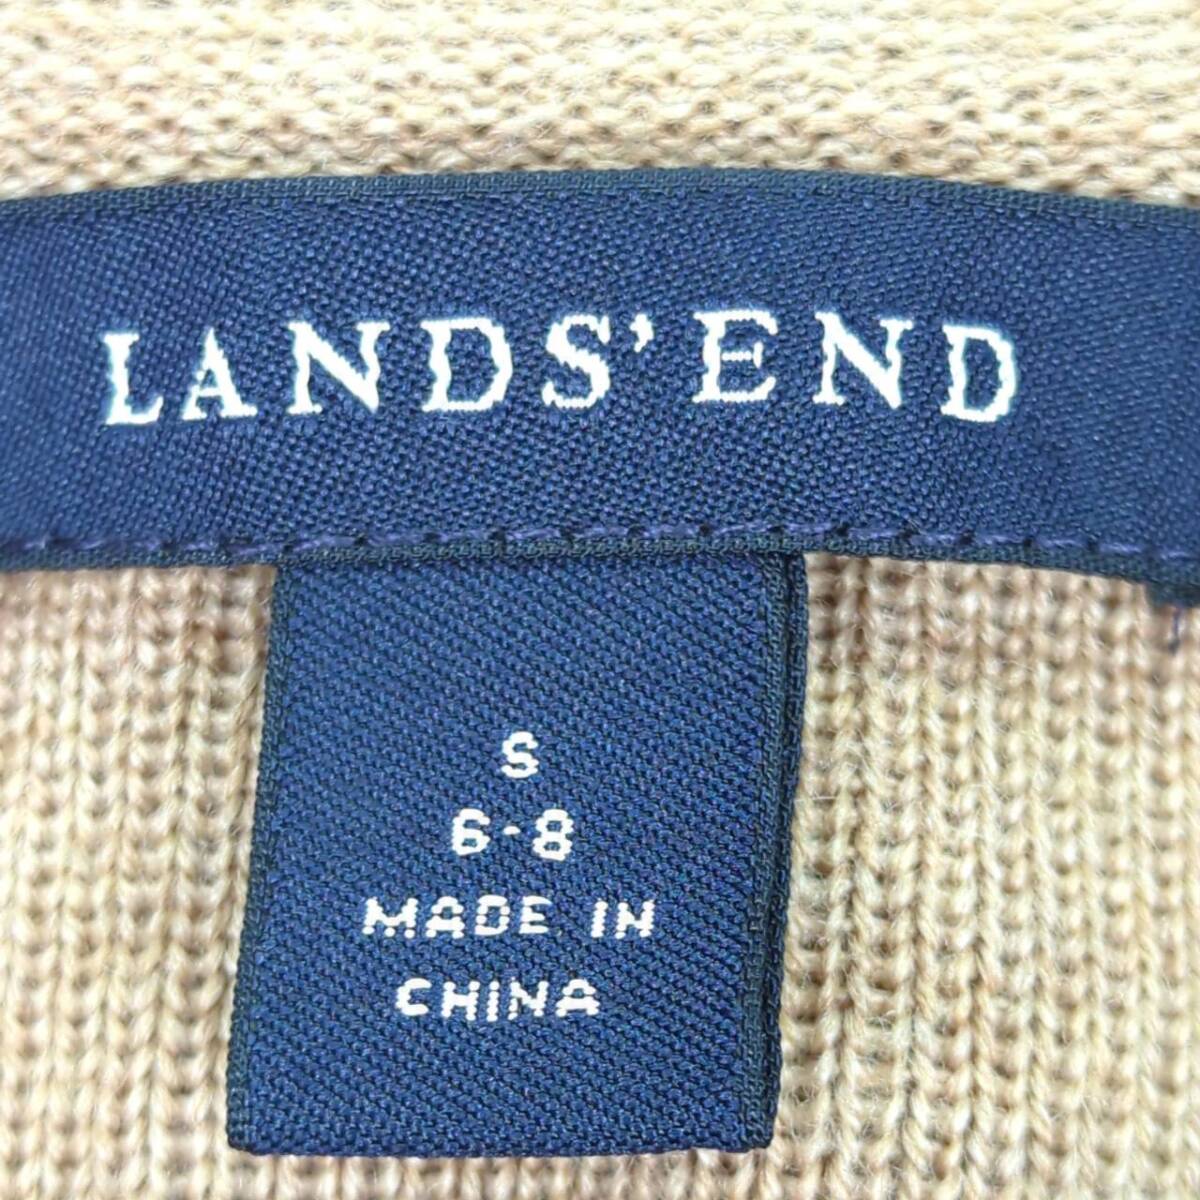 LANDS' END
S
6-8
MADE IN
CHINA